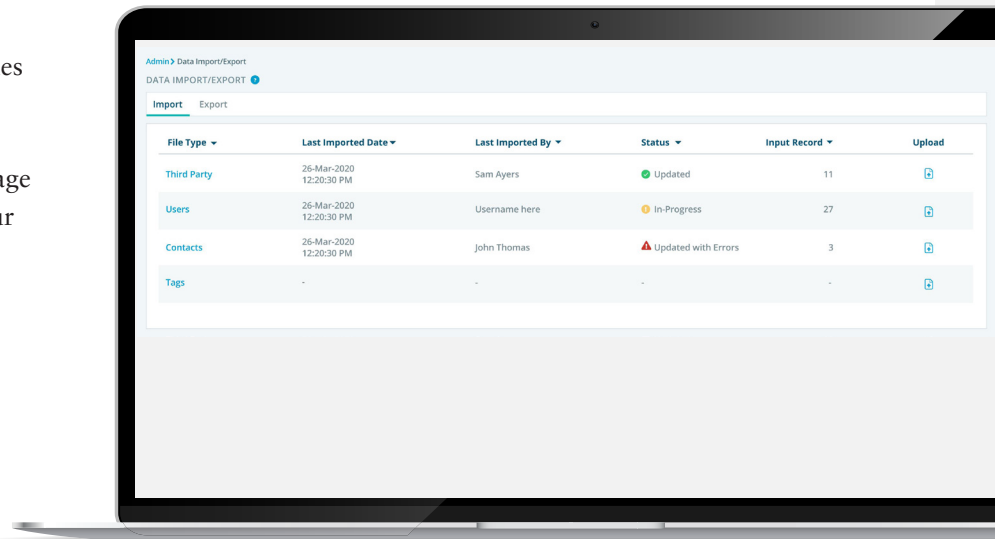 es
age
ur
Admin > Data Import/Export
DATA IMPORT/EXPORT ?
Import Export
File Type Last Imported Date Last Imported By Status Input Record Upload
Third Party 26-Mar-2020 12:20:30 PM Sam Ayers Updated 11
Users 26-Mar-2020 12:20:30 PM Username here In-Progress 27
Contacts 26-Mar-2020 12:20:30 PM John Thomas Updated with Errors 3
Tags - - - -